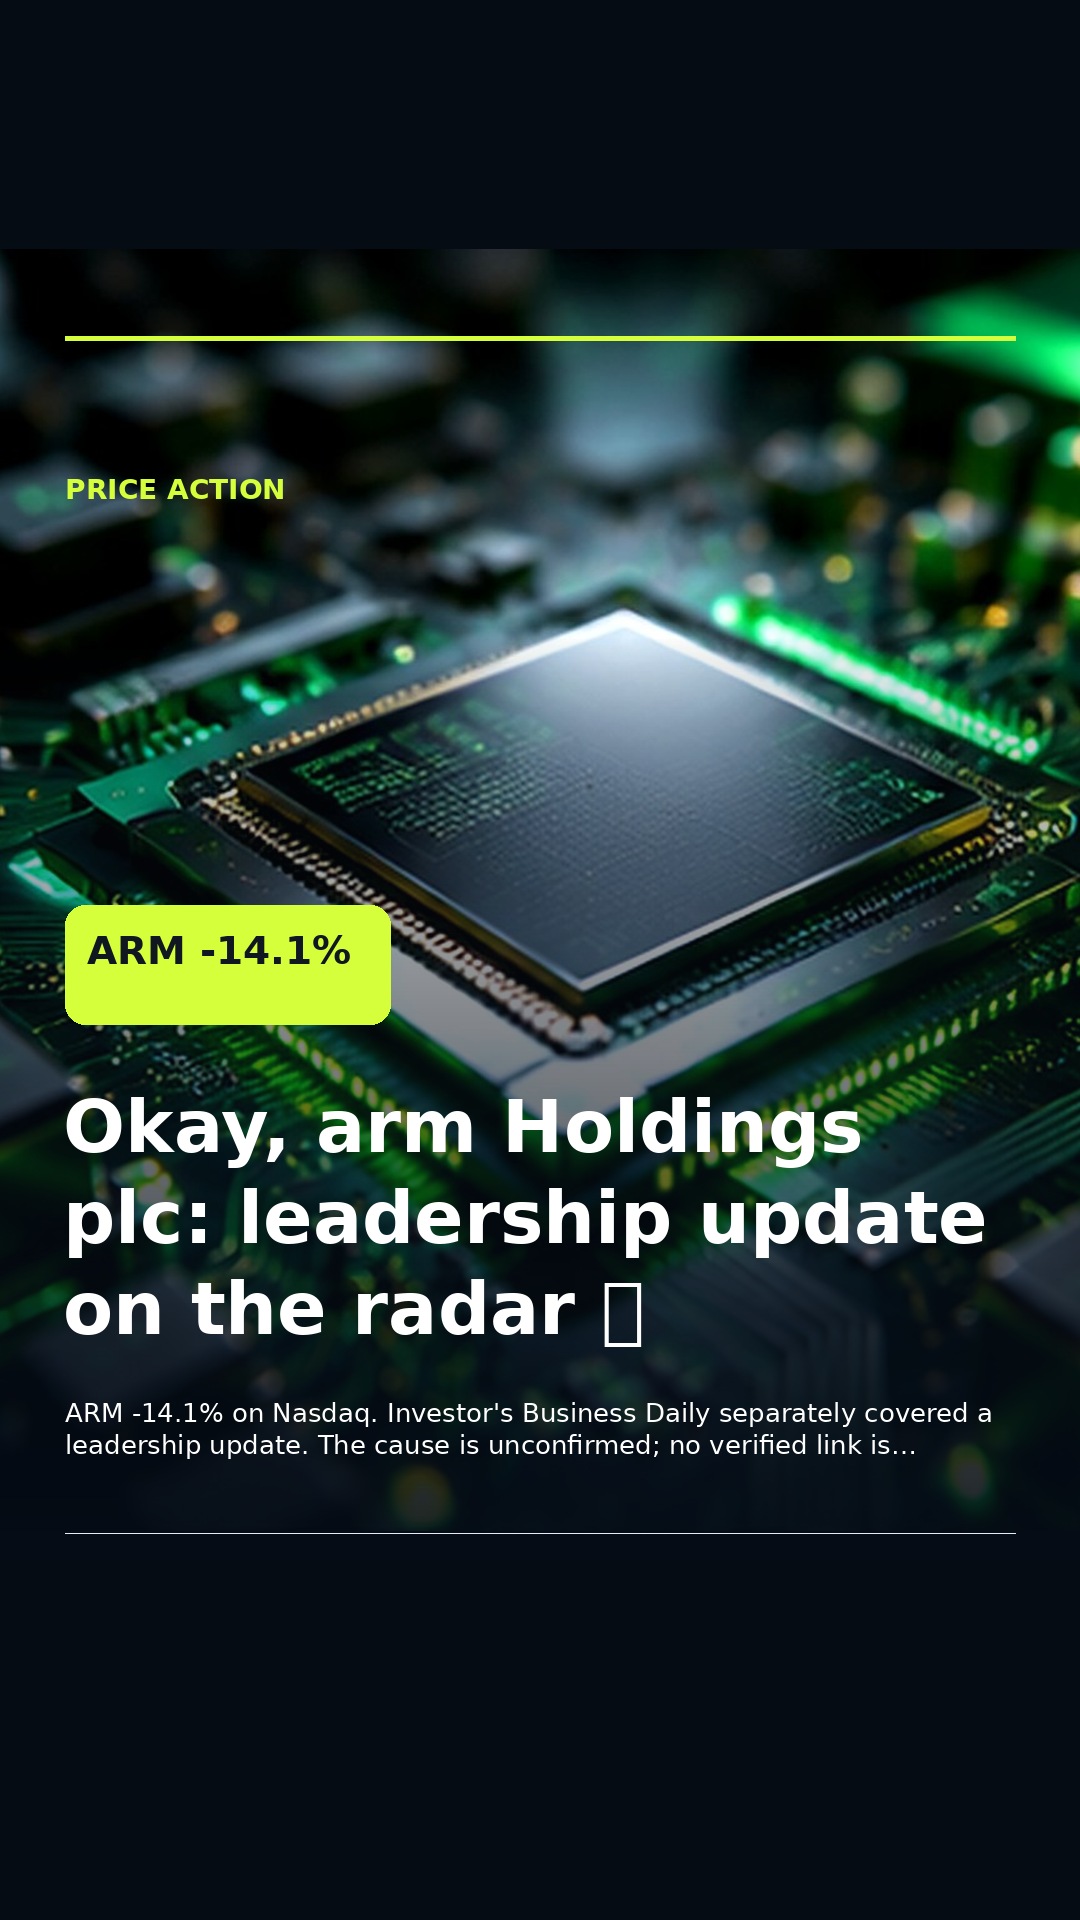 PRICE ACTION
ARM -14.1%
Okay, arm Holdings
plc: leadership update
on the radar
ARM -14.1% on Nasdaq. Investor's Business Daily separately covered a
leadership update. The cause is unconfirmed; no verified link is...